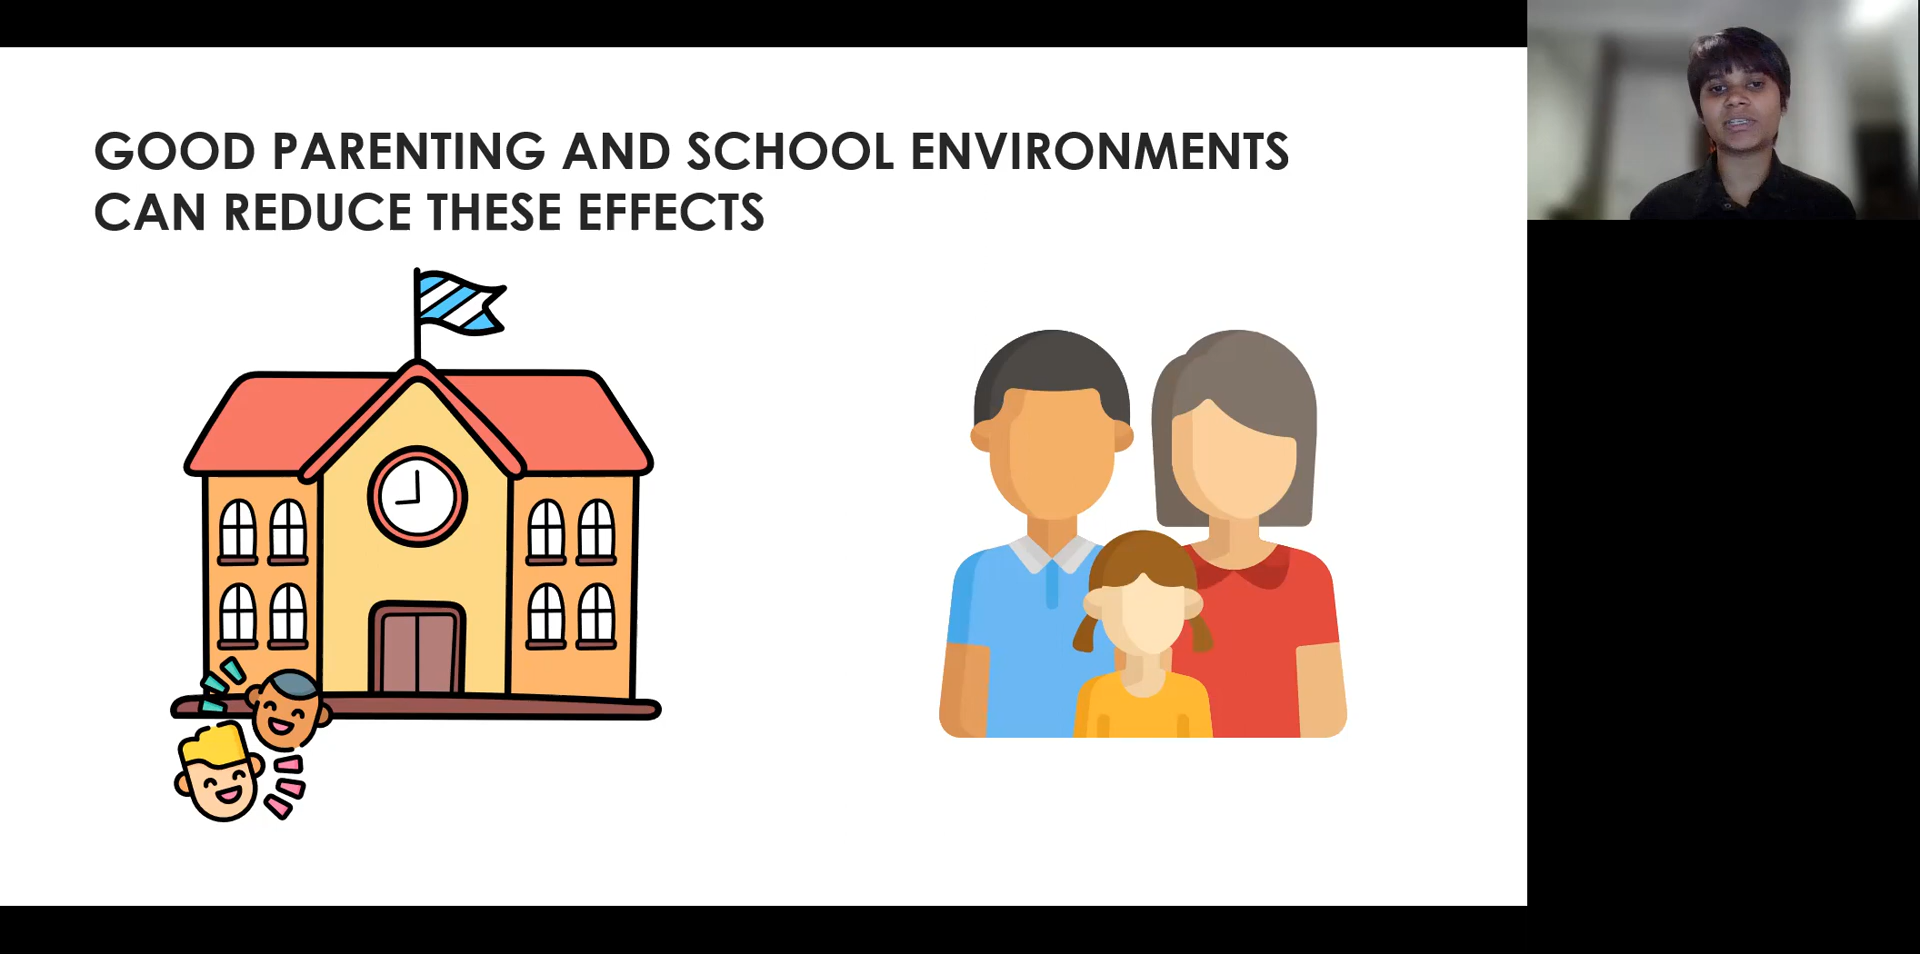 GOOD PARENTING AND SCHOOL ENVIRONMENTS
CAN REDUCE THESE EFFECTS